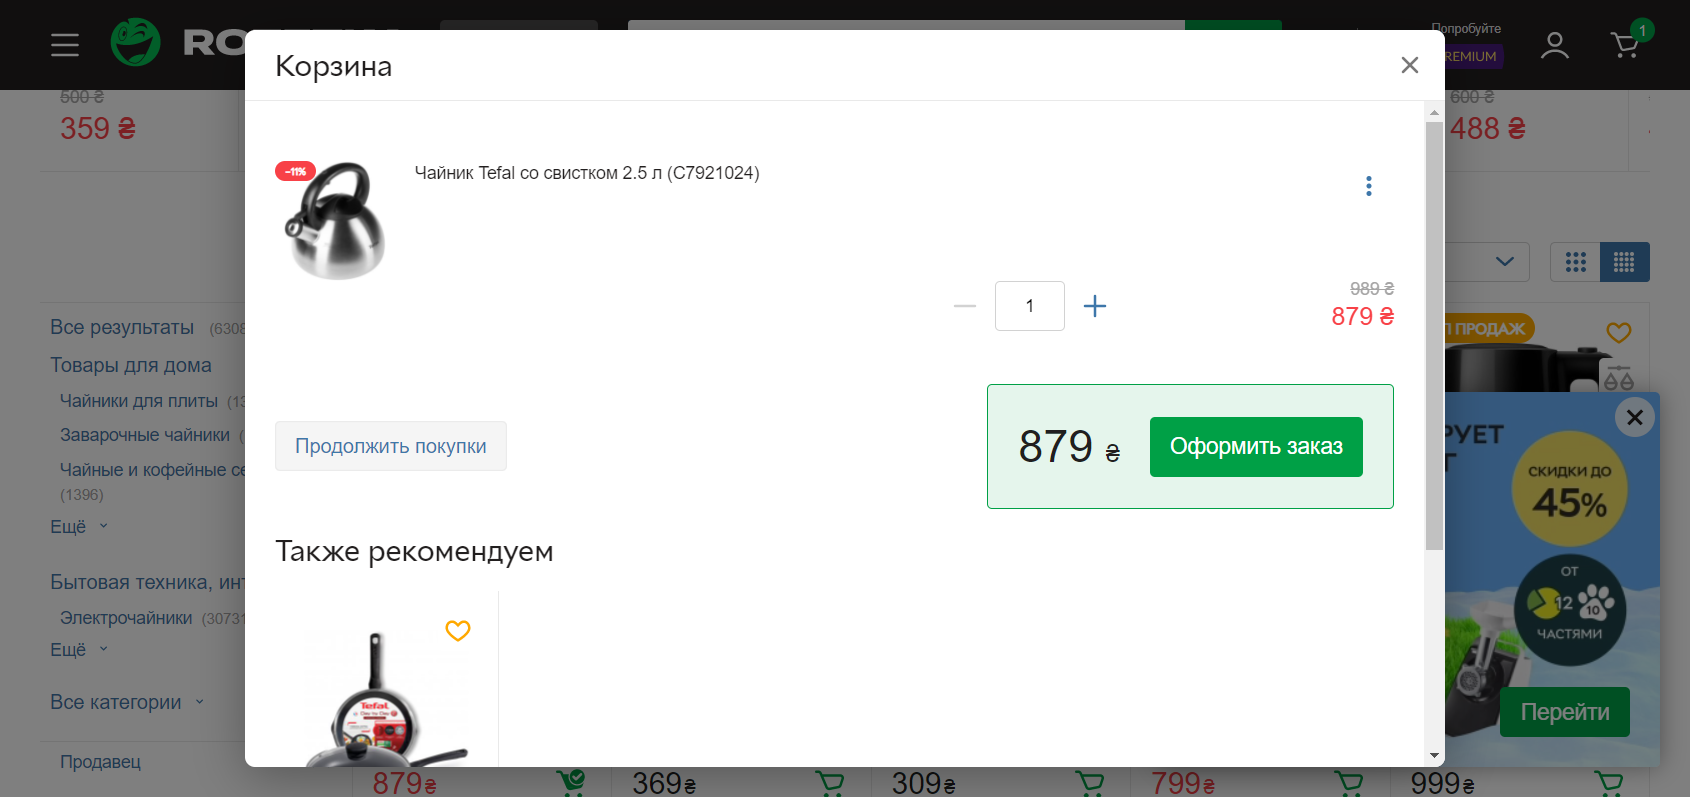 Попробуйте
1
REMIUM
Корзина
500 ₴
359 ₴
600 ₴
488 ₴
-11%
Чайник Tefal со свистком 2.5 л (C7921024)
1
989 ₴
879 ₴
Все результаты (6308
Товары для дома
Чайники для плиты
Заварочные чайники (
Чайные и кофейные се
(1396)
Ещё
Бытовая техника, инт
Электрочайники (30731
Ещё
Все категории
Продавец
Продолжить покупки
879 ₴
Оформить заказ
Также рекомендуем
Tefal
П ПРОДАЖ
РУЕТ
Г
СКИДКИ ДО
45%
ОТ
12
10
ЧАСТЯМИ
Перейти
879₴
369₴
309₴
799₴
999₴